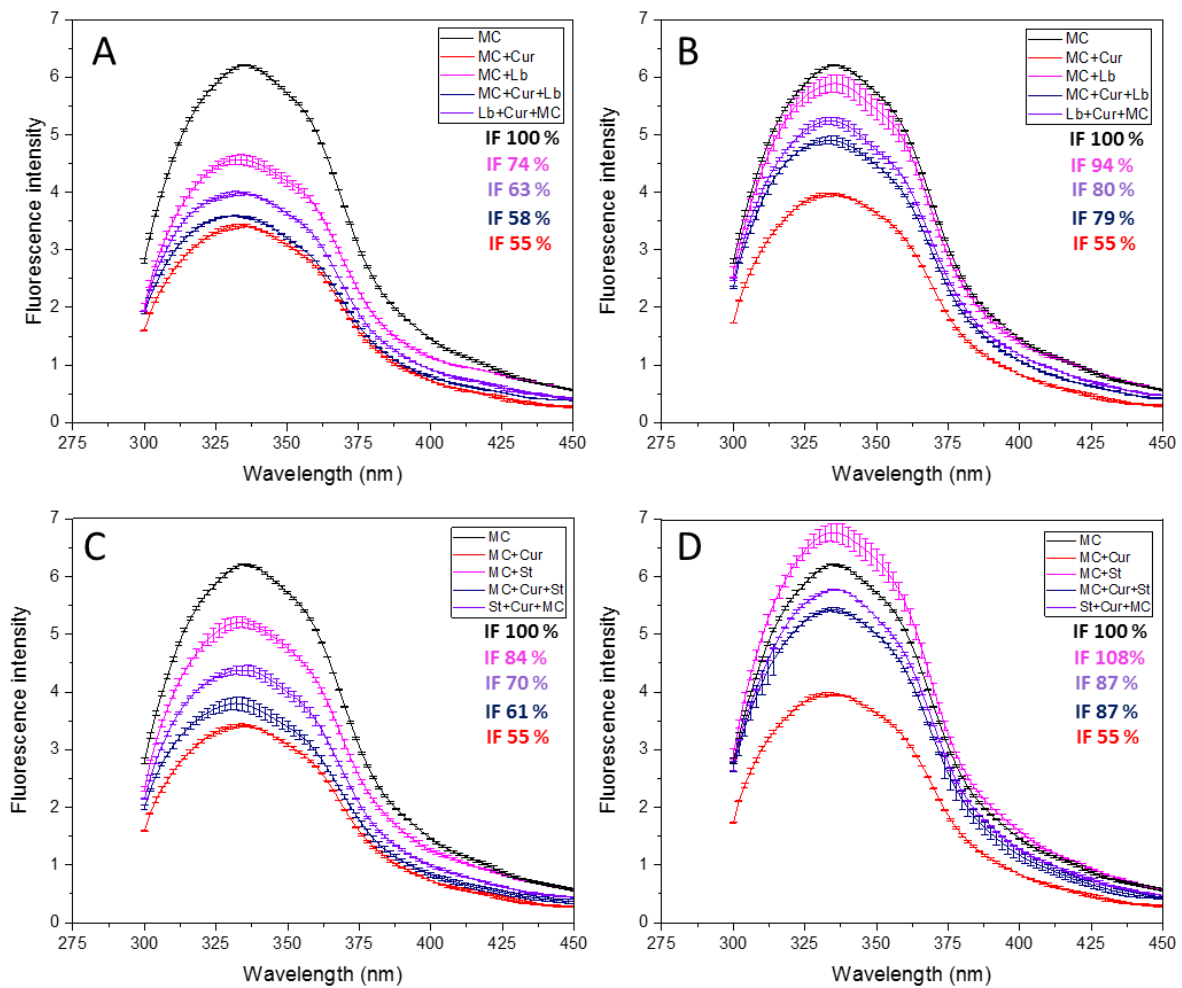 A
7
6
5
4
3
2
1
0
Fluorescence intensity
275 300 325 350 375 400 425 450
Wavelength (nm)
MC
MC+Cur
MC+Lb
MC+Cur+Lb
Lb+Cur+MC
IF 100 %
IF 74 %
IF 63 %
IF 58 %
IF 55 %
B
7
6
5
4
3
2
1
0
Fluorescence intensity
275 300 325 350 375 400 425 450
Wavelength (nm)
MC
MC+Cur
MC+Lb
MC+Cur+Lb
Lb+Cur+MC
IF 100 %
IF 94 %
IF 80 %
IF 79 %
IF 55 %
C
7
6
5
4
3
2
1
0
Fluorescence intensity
275 300 325 350 375 400 425 450
Wavelength (nm)
MC
MC+Cur
MC+St
MC+Cur+St
St+Cur+MC
IF 100 %
IF 84 %
IF 70 %
IF 61 %
IF 55 %
D
7
6
5
4
3
2
1
0
Fluorescence intensity
275 300 325 350 375 400 425 450
Wavelength (nm)
MC
MC+Cur
MC+St
MC+Cur+St
St+Cur+MC
IF 100 %
IF 108%
IF 87 %
IF 87 %
IF 55 %